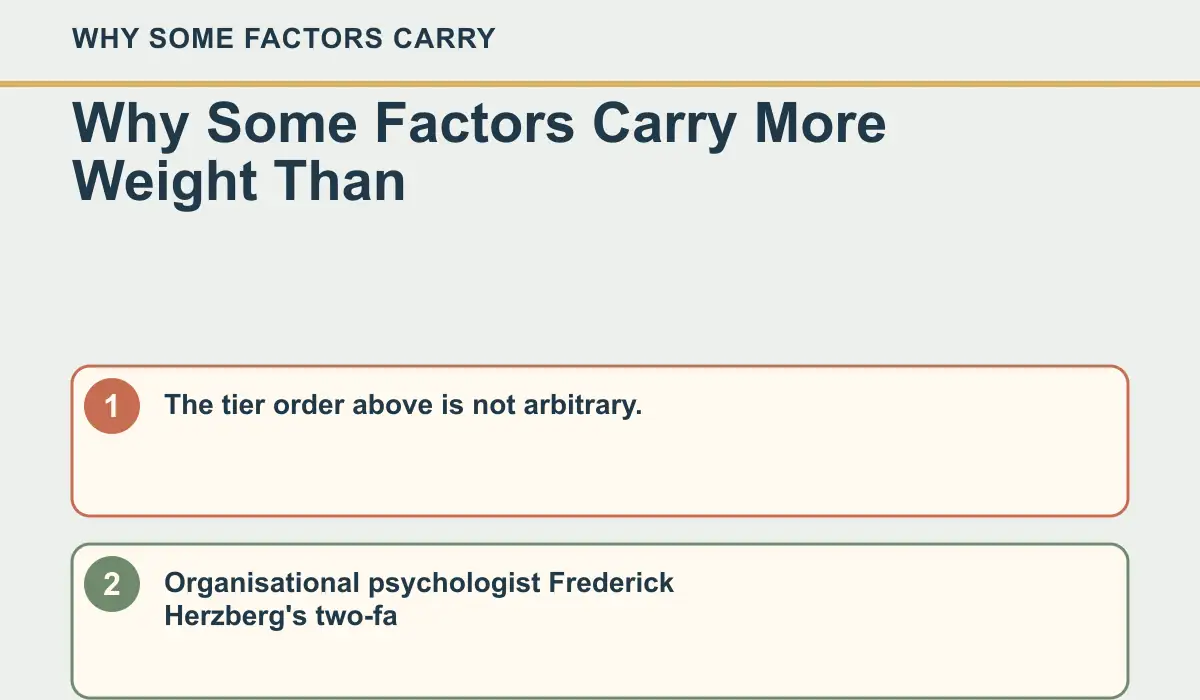 WHY SOME FACTORS CARRY
Why Some Factors Carry More
Weight Than
1
The tier order above is not arbitrary.
2
Organisational psychologist Frederick
Herzberg's two-fa